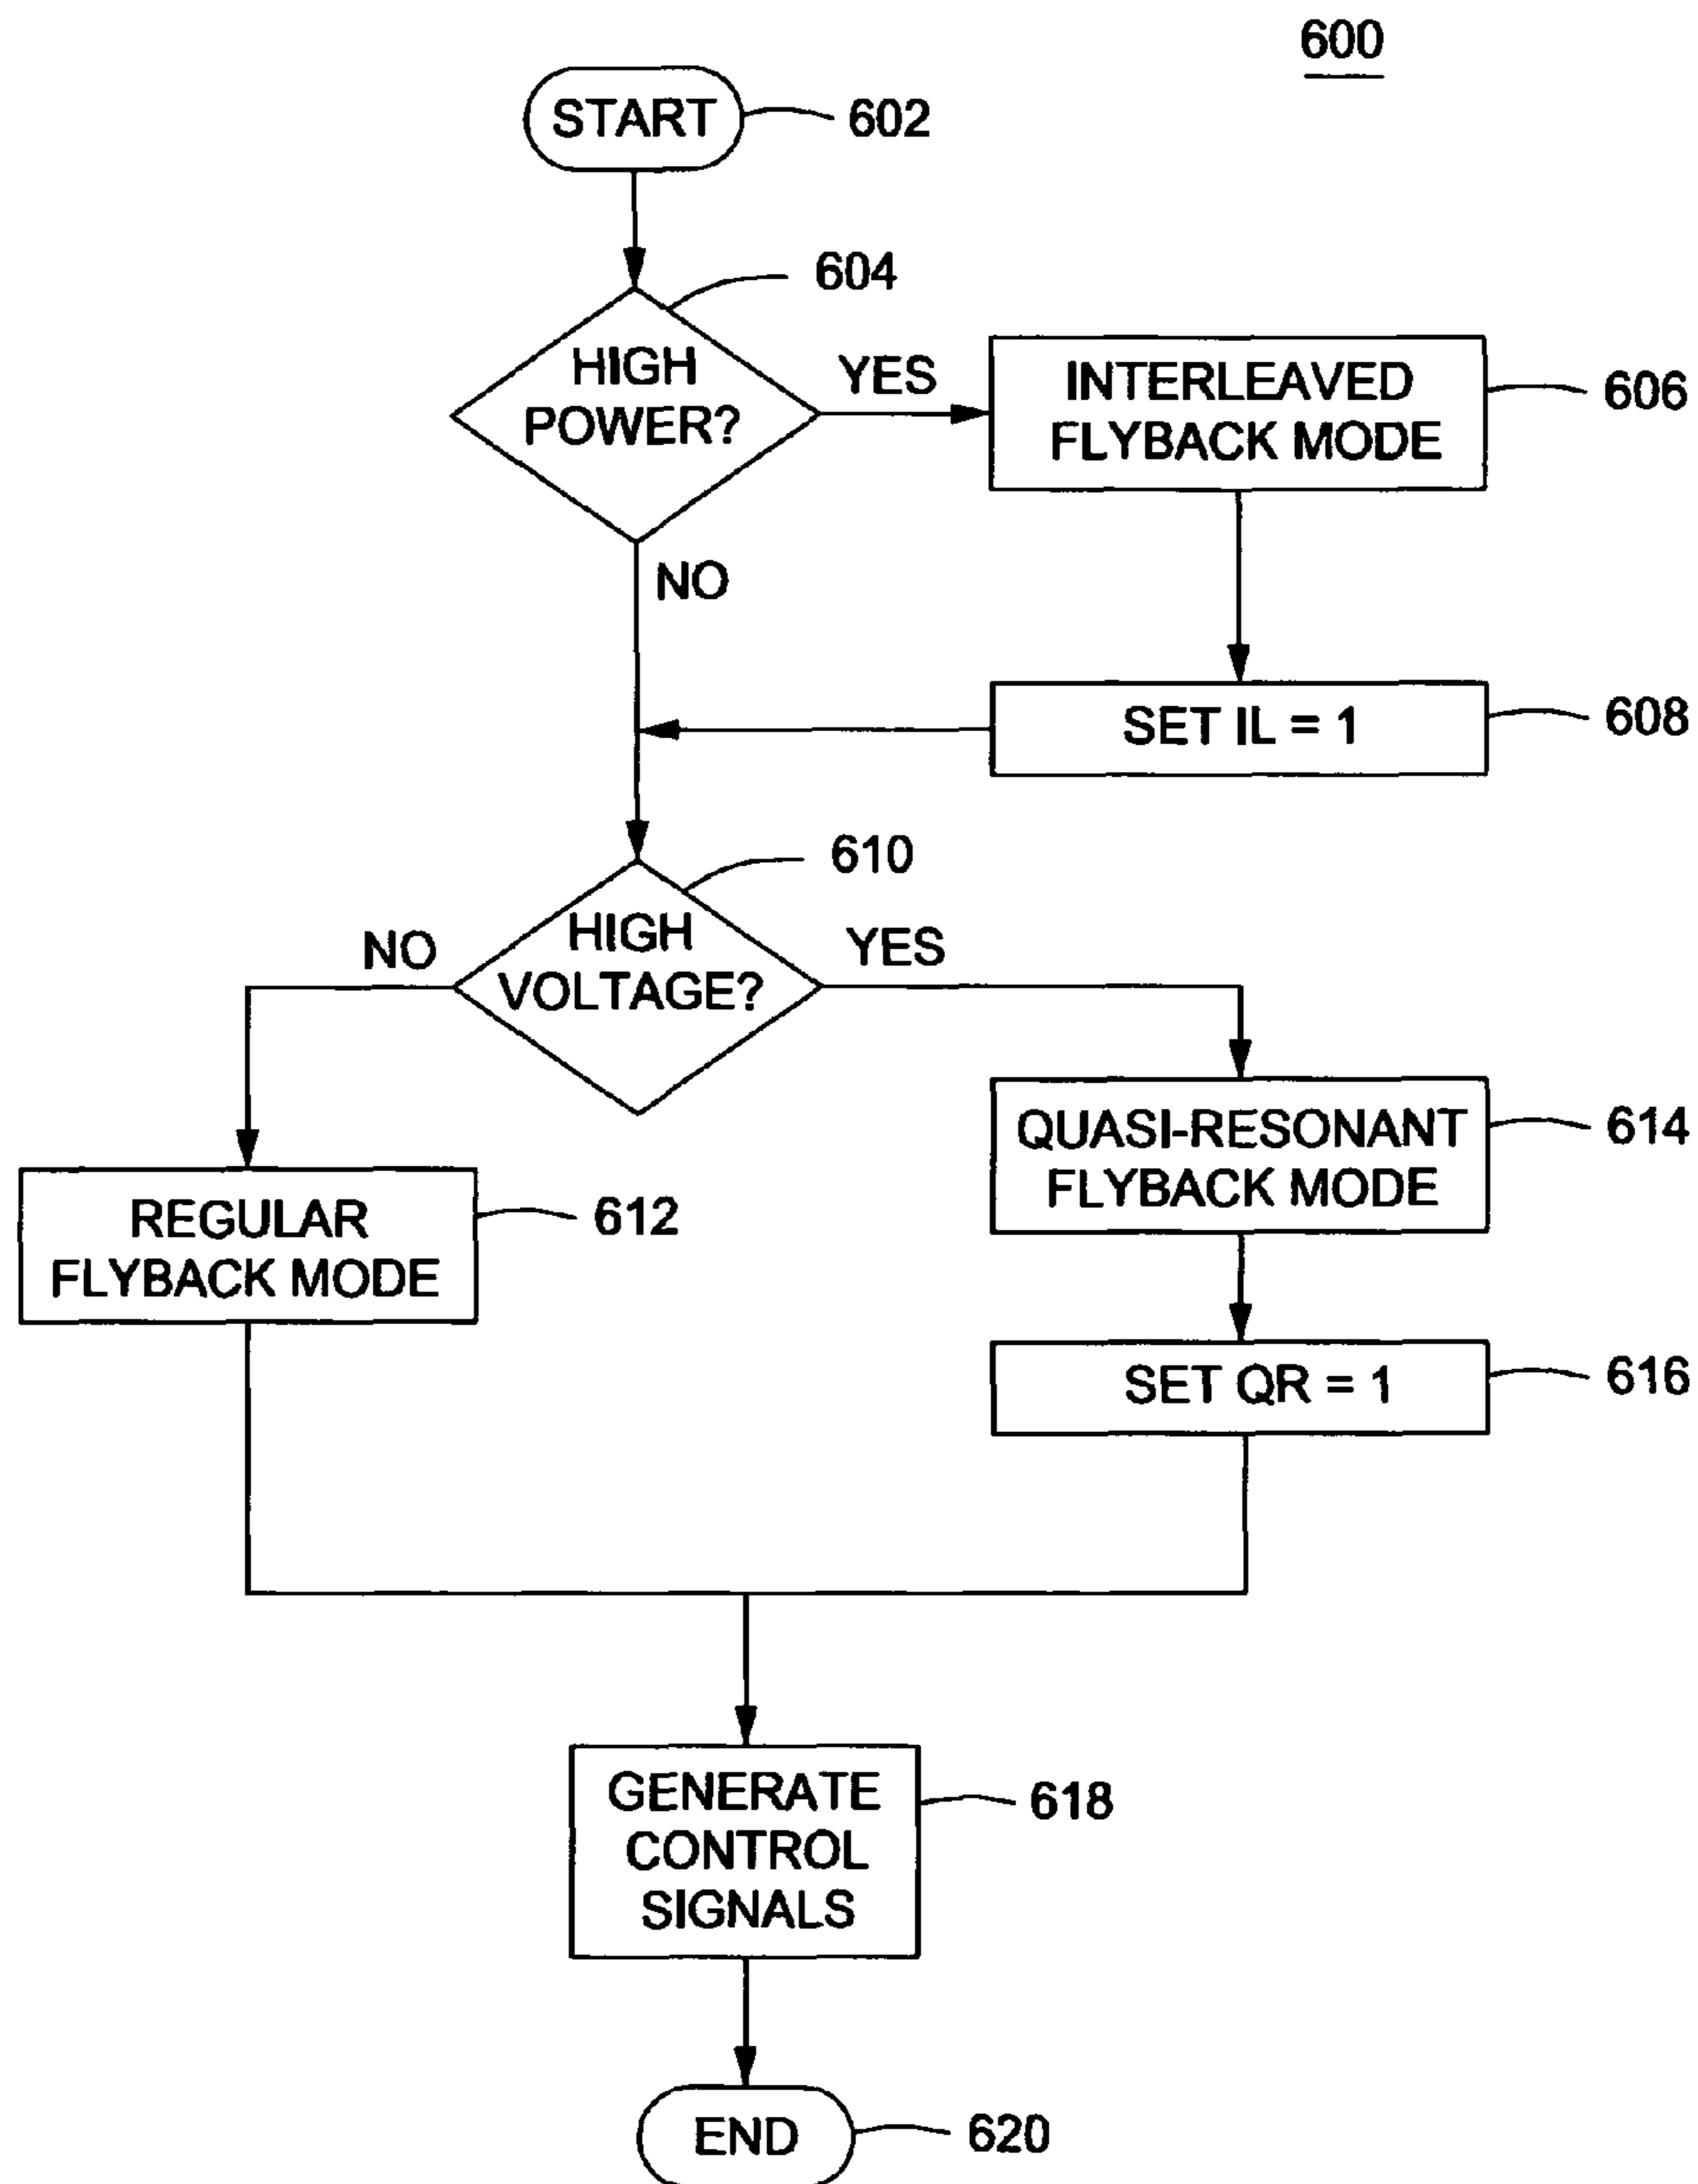 600
START
602
604
HIGH
POWER?
YES
INTERLEAVED
FLYBACK MODE
606
NO
SET IL = 1
608
610
HIGH
VOLTAGE?
NO
YES
QUASI-RESONANT
FLYBACK MODE
614
REGULAR
FLYBACK MODE
612
SET QR = 1
616
GENERATE
CONTROL
SIGNALS
618
END
620